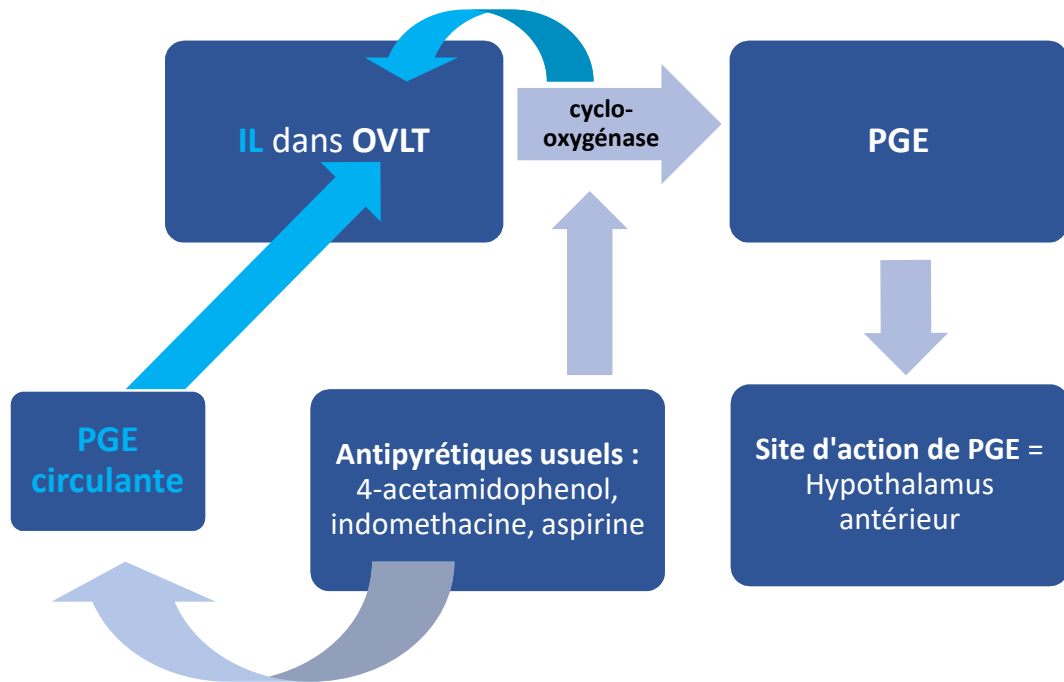 IL dans OVLT
cyclo-
oxygénase
PGE
PGE
circulante
Antipyrétiques usuels :
4-acetamidophenol,
indomethacine, aspirine
Site d'action de PGE =
Hypothalamus
antérieur